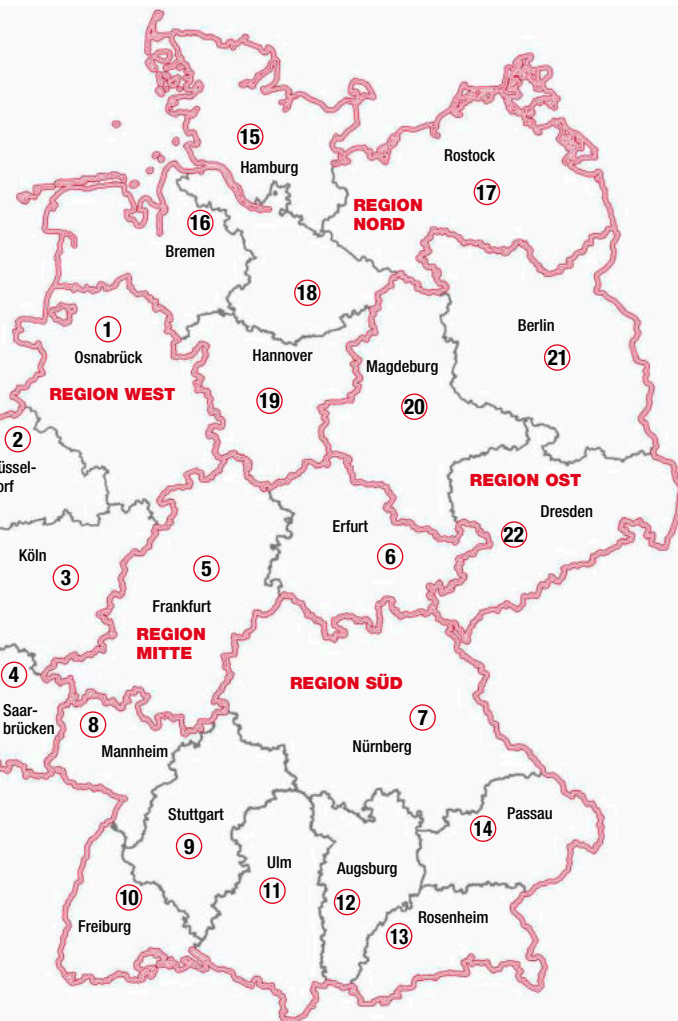 15
Hamburg
Rostock
17
REGION
NORD
16
Bremen
18
1
Osnabrück
REGION WEST
Hannover
19
Magdeburg
20
Berlin
21
2
üssel-
orf
REGION OST
Dresden
22
Erfurt
6
Köln
3
5
Frankfurt
REGION
MITTE
4
Saar-
brücken
REGION SÜD
7
Nürnberg
8
Mannheim
Stuttgart
9
Passau
14
10
Freiburg
Ulm
11
Augsburg
12
Rosenheim
13